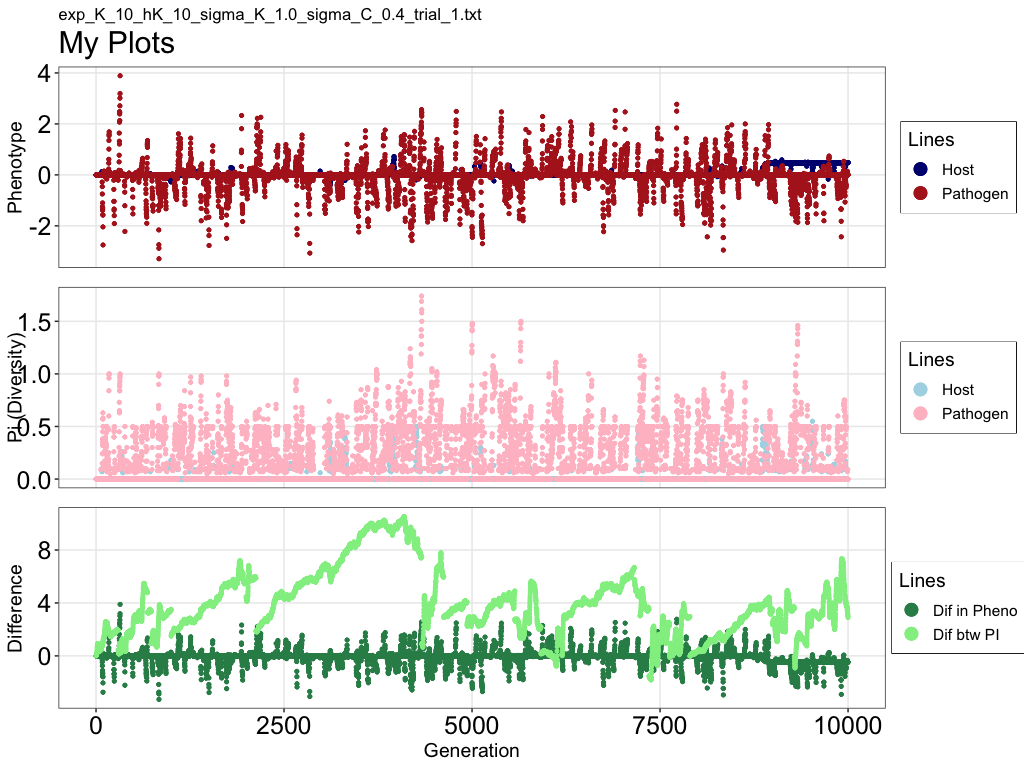 exp_K_10_hK_10_sigma_K_1.0_sigma_C_0.4_trial_1.txt
My Plots
Phenotype
4
2
0
-2
Lines
Host
Pathogen
Pi (Diversity)
1.5
1.0
0.5
0.0
Lines
Host
Pathogen
Difference
8
4
0
Lines
Dif in Pheno
Dif btw PI
0 2500 5000 7500 10000
Generation